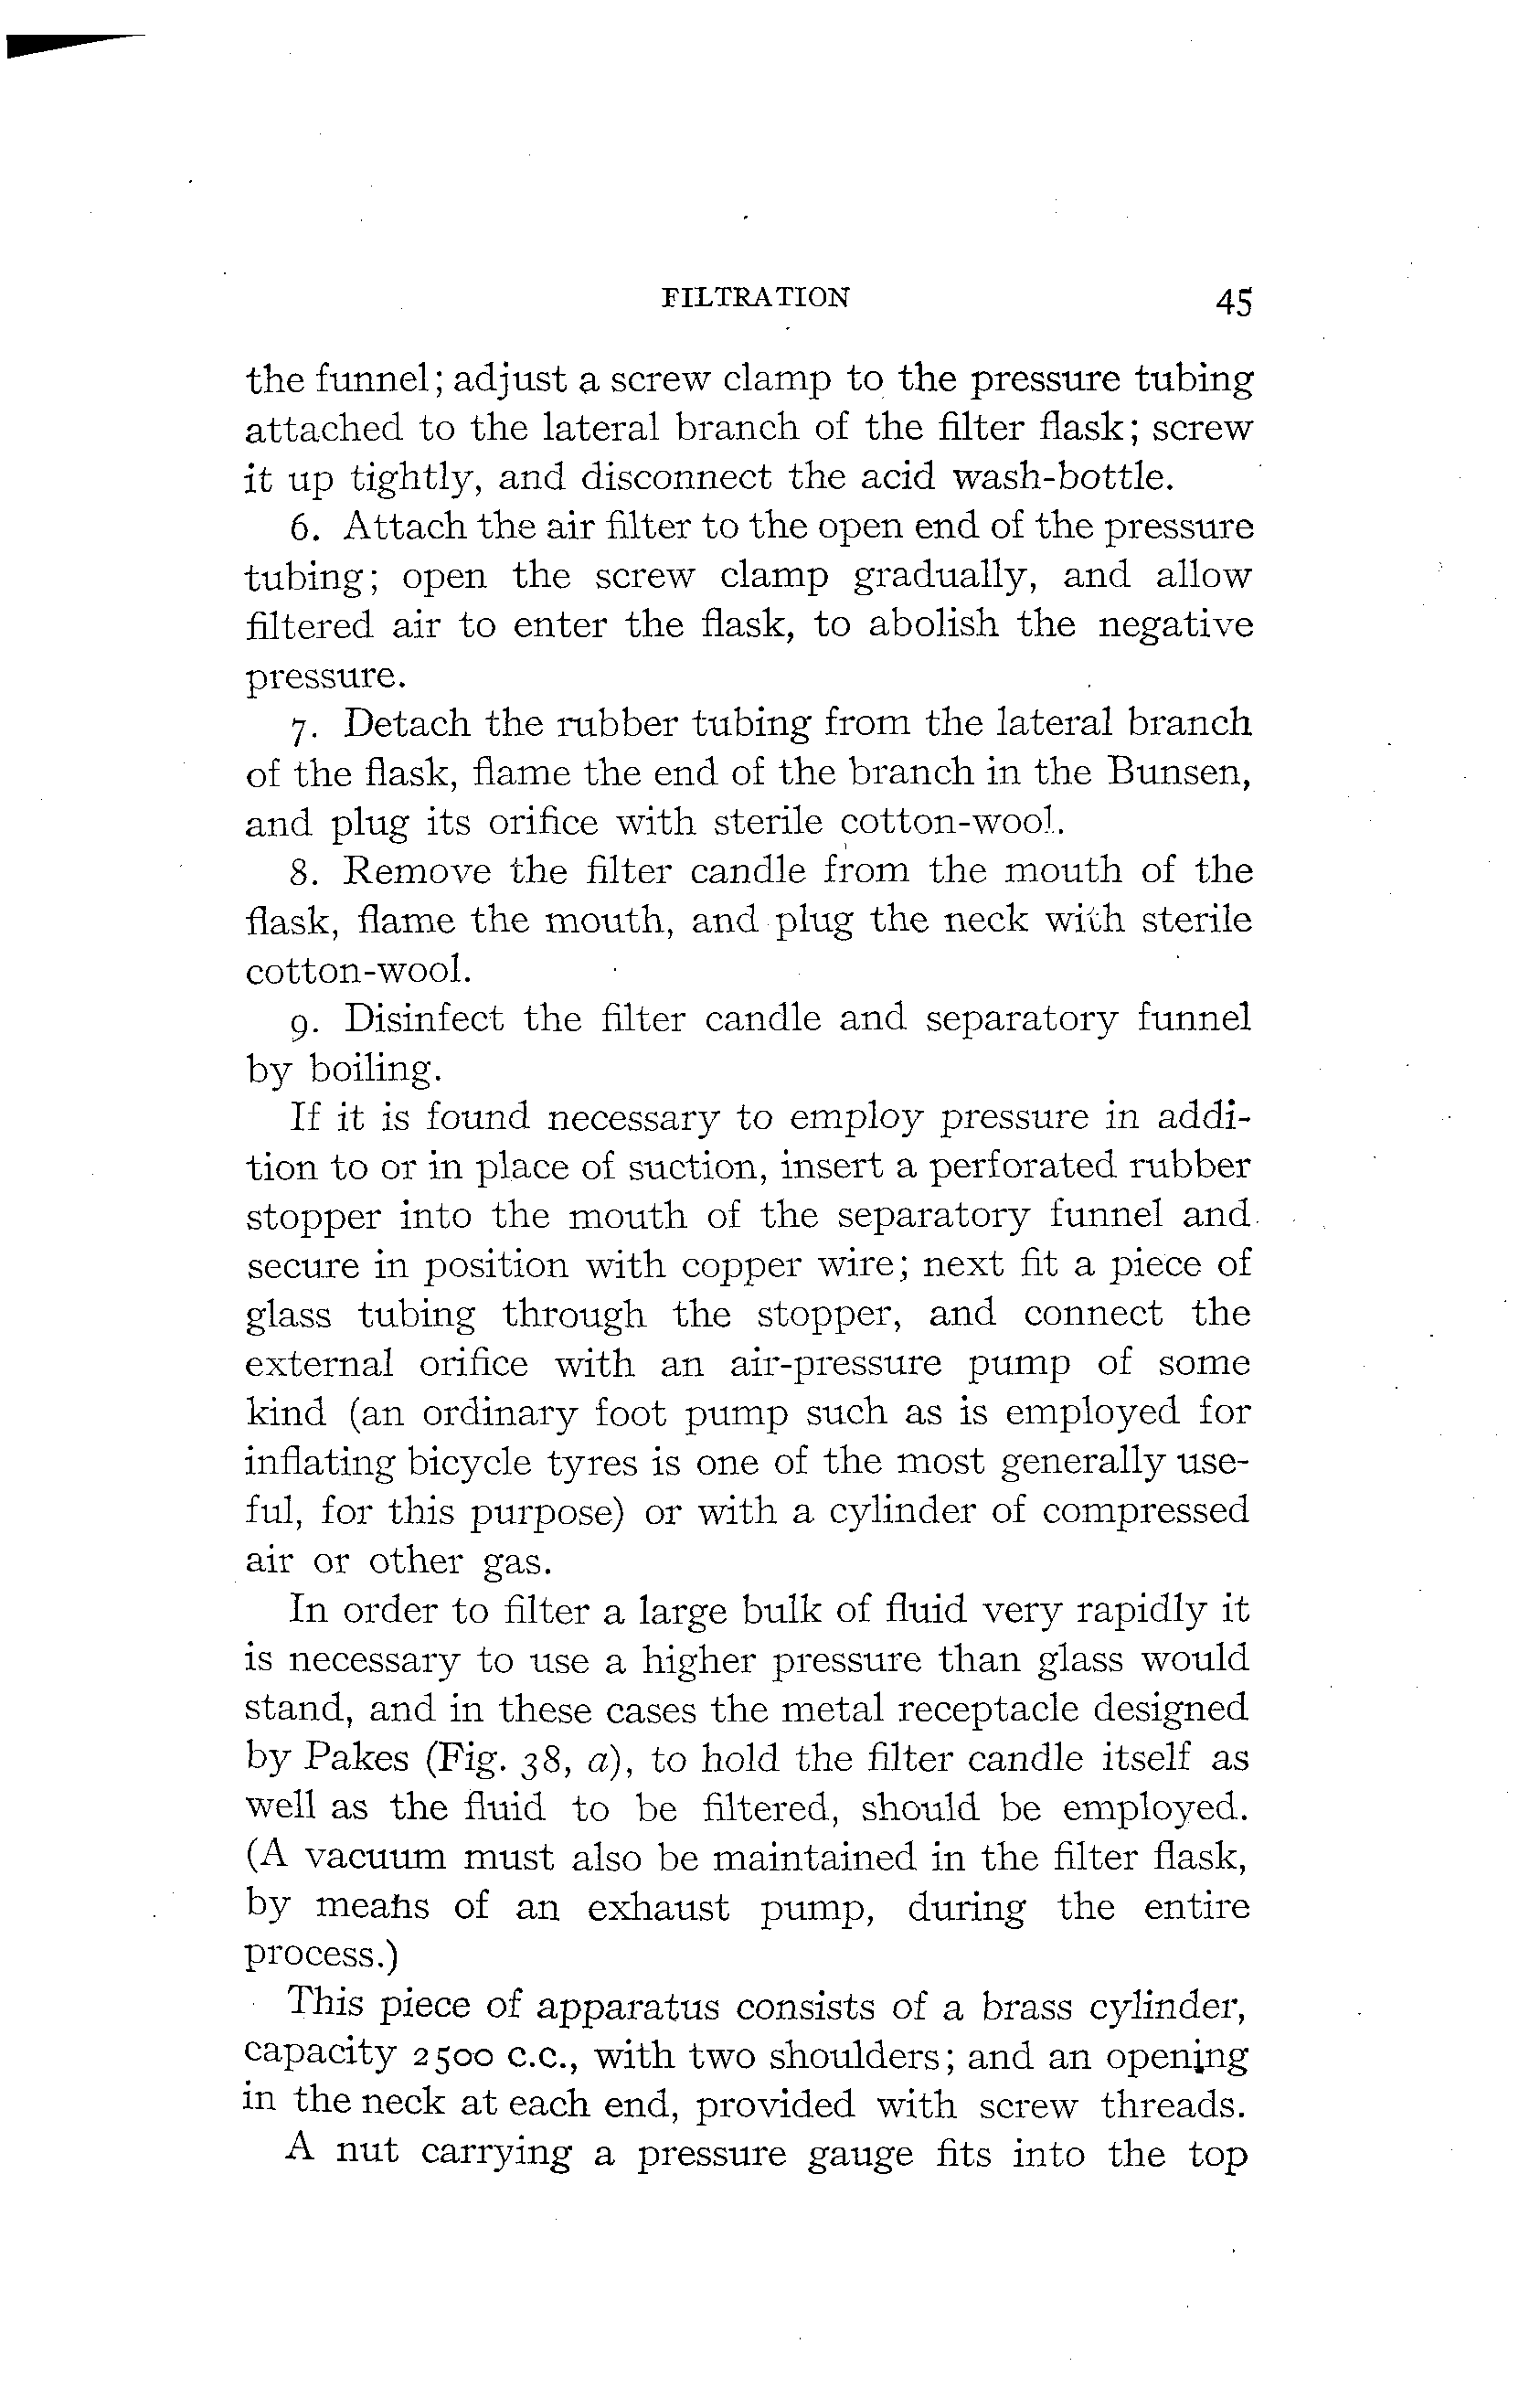 FILTRATION 45
the funnel; adjust a screw clamp to the pressure tubing
attached to the lateral branch of the filter flask; screw
it up tightly, and disconnect the acid wash-bottle.
6. Attach the air filter to the open end of the pressure
tubing; open the screw clamp gradually, and allow
filtered air to enter the flask, to abolish the negative
pressure.
7. Detach the rubber tubing from the lateral branch
of the flask, flame the end of the branch in the Bunsen,
and plug its orifice with sterile cotton-wool.
8. Remove the filter candle from the mouth of the
flask, flame the mouth, and plug the neck with sterile
cotton-wool.
9. Disinfect the filter candle and separatory funnel
by boiling.
If it is found necessary to employ pressure in addi-
tion to or in place of suction, insert a perforated rubber
stopper into the mouth of the separatory funnel and
secure in position with copper wire; next fit a piece of
glass tubing through the stopper, and connect the
external orifice with an air-pressure pump of some
kind (an ordinary foot pump such as is employed for
inflating bicycle tyres is one of the most generally use-
ful, for this purpose) or with a cylinder of compressed
air or other gas.
In order to filter a large bulk of fluid very rapidly it
is necessary to use a higher pressure than glass would
stand, and in these cases the metal receptacle designed
by Pakes (Fig. 38, a), to hold the filter candle itself as
well as the fluid to be filtered, should be employed.
(A vacuum must also be maintained in the filter flask,
by means of an exhaust pump, during the entire
process.)
This piece of apparatus consists of a brass cylinder,
capacity 2500 c.c., with two shoulders; and an opening
in the neck at each end, provided with screw threads.
A nut carrying a pressure gauge fits into the top